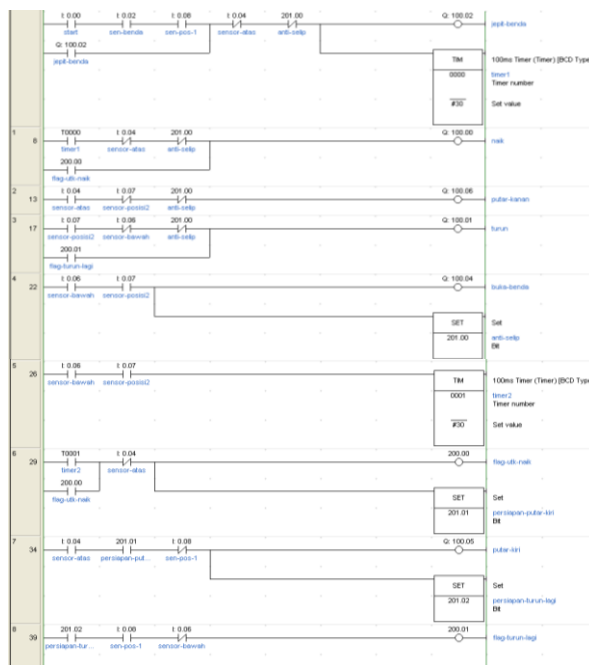 I: 0.00 I: 0.02 I: 0.08 I: 0.04 201.00 Q: 100.02
start sen-benda sen-pos-1 sensor-atas anti-selip jepit-benda
Q: 100.02
jepit-benda
TIM 100ms Timer (Timer) [BCD Type
0000 timer1
Timer number
#30 Set value
1
6 T0000 I: 0.04 201.00 Q: 100.00
timer1 sensor-atas anti-selip naik
200.00
flag-utk-naik
2
13 I: 0.04 I: 0.07 201.00 Q: 100.06
sensor-atas sensor-posisi2 anti-selip putar-kanan
3
17 I: 0.07 I: 0.06 201.00 Q: 100.01
sensor-posisi2 sensor-bawah anti-selip turun
200.01
flag-turun-lagi
4
22 I: 0.06 I: 0.07 Q: 100.04
sensor-bawah sensor-posisi2 buka-benda
SET Set
201.00 anti-selip
Bit
5
26 I: 0.06 I: 0.07
sensor-bawah sensor-posisi2
TIM 100ms Timer (Timer) [BCD Type
0001 timer2
Timer number
#30 Set value
6
29 T0001 I: 0.04 200.00
timer2 sensor-atas flag-utk-naik
200.00
flag-utk-naik
SET Set
201.01 persiapan-putar-kiri
Bit
7
34 I: 0.04 201.01 I: 0.08 Q: 100.05
sensor-atas persiapan-put... sen-pos-1 putar-kiri
SET Set
201.02 persiapan-turun-lagi
Bit
8
39 201.02 I: 0.06 200.01
persiapan-tur... sen-pos-1 sensor-bawah flag-turun-lagi